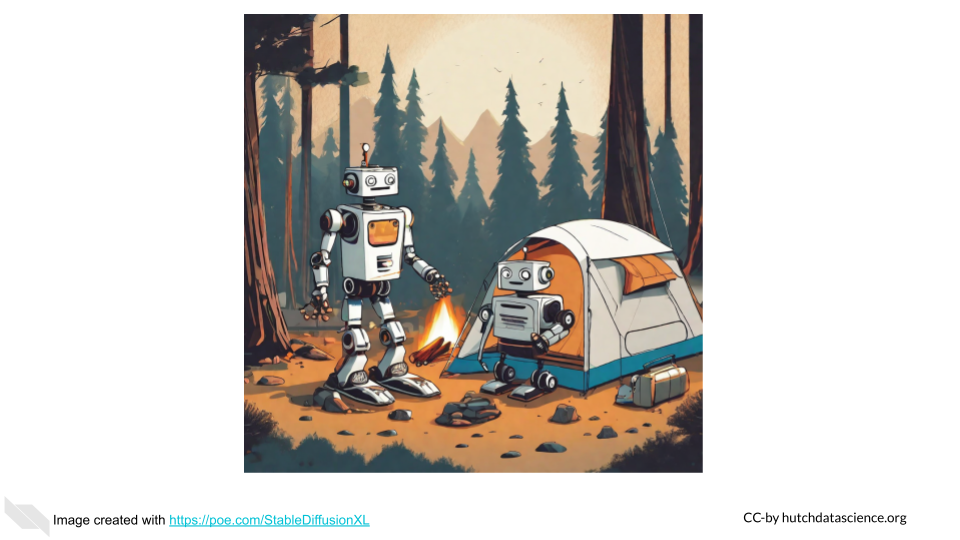 Image created with https://poe.com/StableDiffusionXL
CC-by hutchdatascience.org